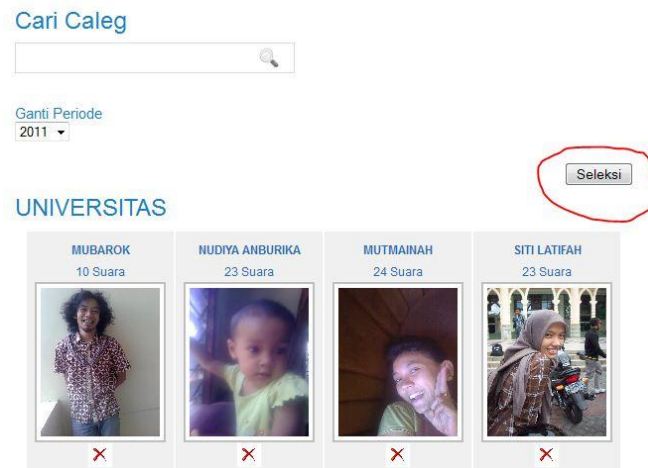 Cari Caleg
Ganti Periode
2011
Seleksi
UNIVERSITAS
MUBAROK NUDIYA ANBURIKA MUTMAINAH SITI LATIFAH
10 Suara 23 Suara 24 Suara 23 Suara